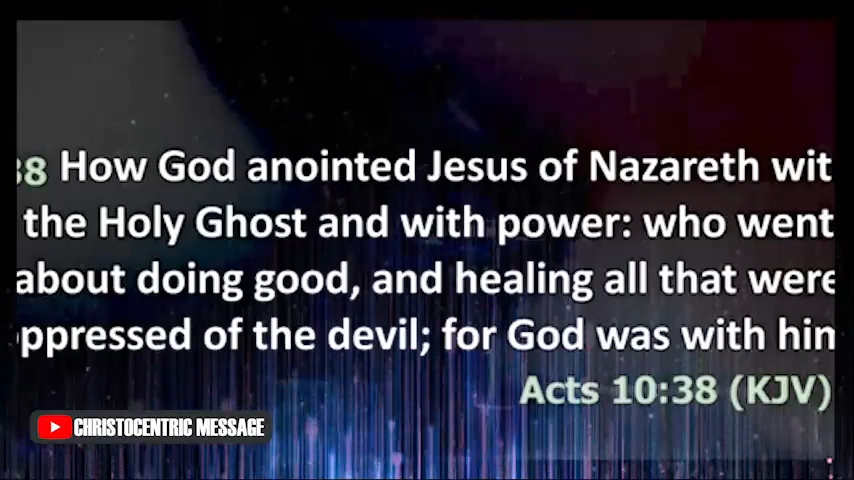 38 How God anointed Jesus of Nazareth wit
the Holy Ghost and with power: who went
about doing good, and healing all that were
ppressed of the devil; for God was with him
Acts 10:38 (KJV)
CHRISTOCENTRIC MESSAGE